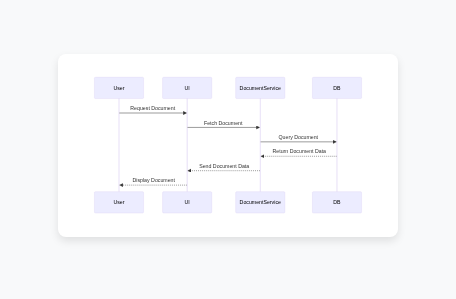 User UI DocumentService DB
Request Document
Fetch Document
Query Document
Return Document Data
Send Document Data
Display Document
User UI DocumentService DB